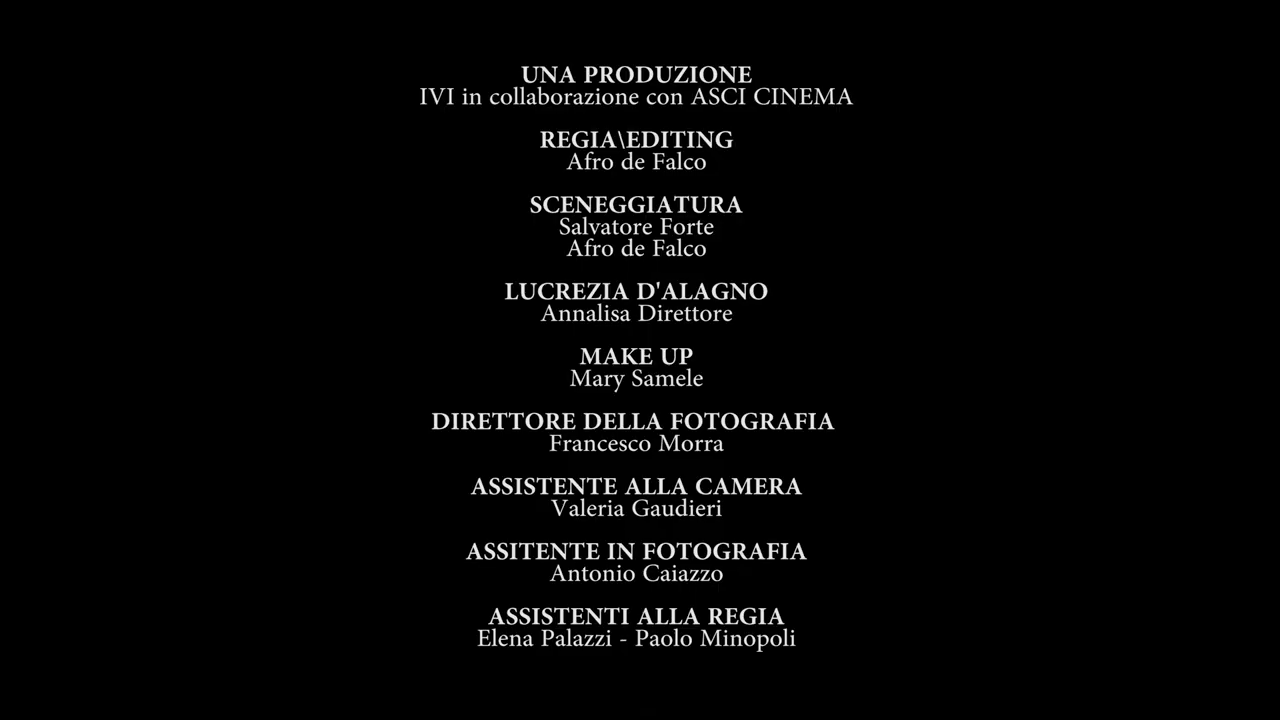 UNA PRODUZIONE
IVI in collaborazione con ASCI CINEMA
REGIA\EDITING
Afro de Falco
SCENEGGIATURA
Salvatore Forte
Afro de Falco
LUCREZIA D'ALAGNO
Annalisa Direttore
MAKE UP
Mary Samele
DIRETTORE DELLA FOTOGRAFIA
Francesco Morra
ASSISTENTE ALLA CAMERA
Valeria Gaudieri
ASSITENTE IN FOTOGRAFIA
Antonio Caiazzo
ASSISTENTI ALLA REGIA
Elena Palazzi - Paolo Minopoli